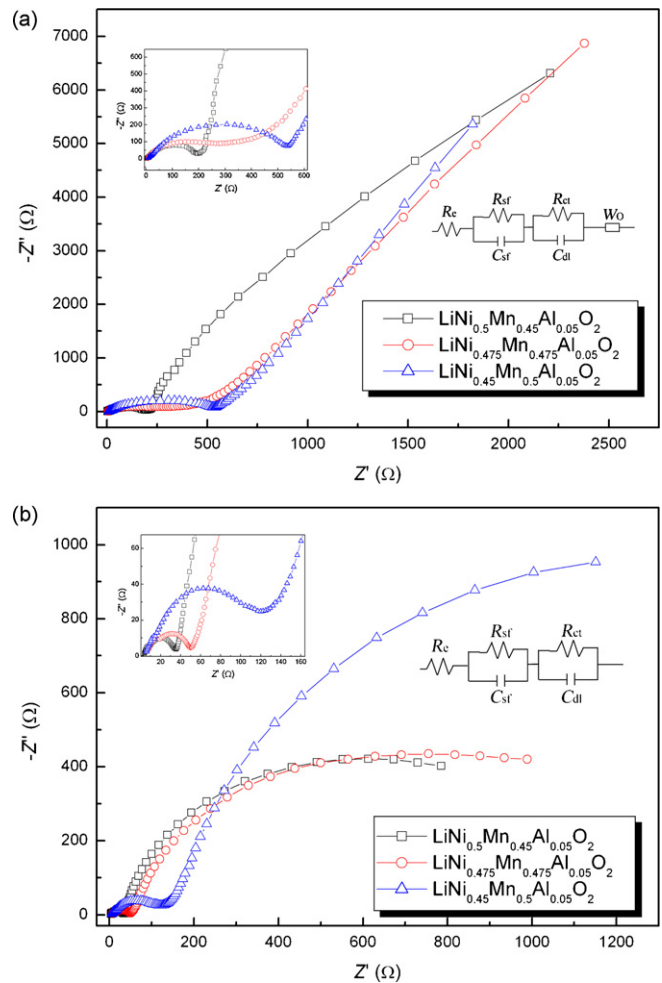 (a)
7000
6000
5000
4000
3000
2000
1000
0
-Z'' (Ω)
0 500 1000 1500 2000 2500
Z' (Ω)
600
500
400
300
200
100
0
-Z'' (Ω)
0 100 200 300 400 500 600
Z' (Ω)
Re Rsf Rct WO
Csf Cdl
LiNi0.5Mn0.45Al0.05O2
LiNi0.475Mn0.475Al0.05O2
LiNi0.45Mn0.5Al0.05O2
(b)
1000
800
600
400
200
0
-Z'' (Ω)
0 200 400 600 800 1000 1200
Z' (Ω)
60
40
20
0
-Z'' (Ω)
20 40 60 80 100 120 140 160
Z' (Ω)
Re Rsf Rct
Csf Cdl
LiNi0.5Mn0.45Al0.05O2
LiNi0.475Mn0.475Al0.05O2
LiNi0.45Mn0.5Al0.05O2